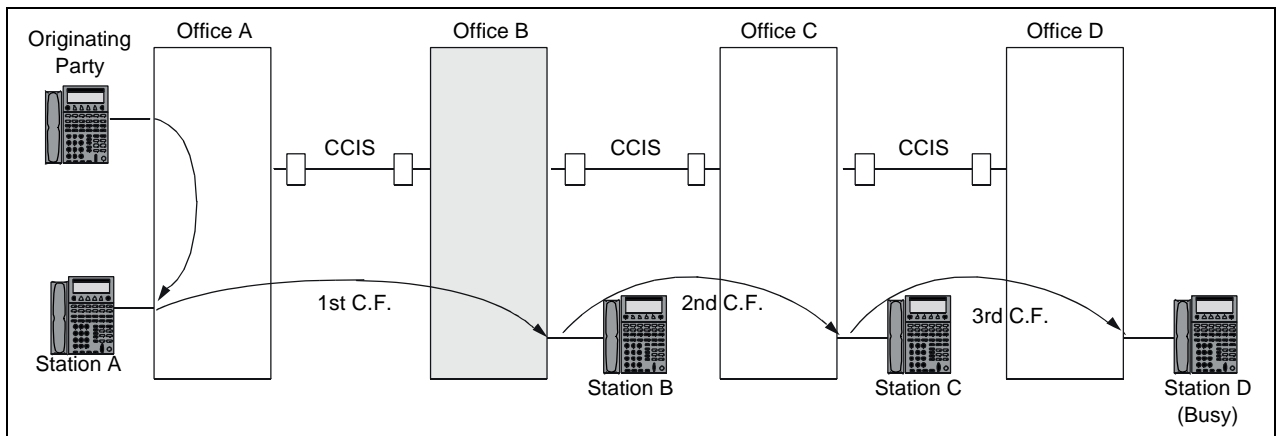 Office A
Office B
Office C
Office D
Originating
Party
CCIS
CCIS
CCIS
1st C.F.
2nd C.F.
3rd C.F.
Station A
Station B
Station C
Station D
(Busy)